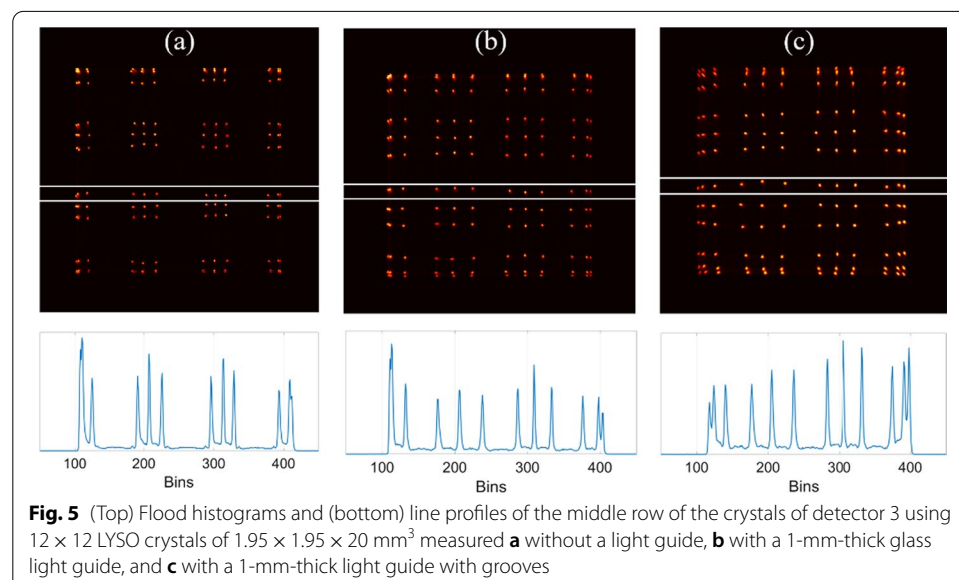 (a) (b) (c)
100 200 300 400 100 200 300 400 100 200 300 400
Bins Bins Bins
Fig. 5 (Top) Flood histograms and (bottom) line profiles of the middle row of the crystals of detector 3 using
12 × 12 LYSO crystals of 1.95 × 1.95 × 20 mm³ measured a without a light guide, b with a 1-mm-thick glass
light guide, and c with a 1-mm-thick light guide with grooves